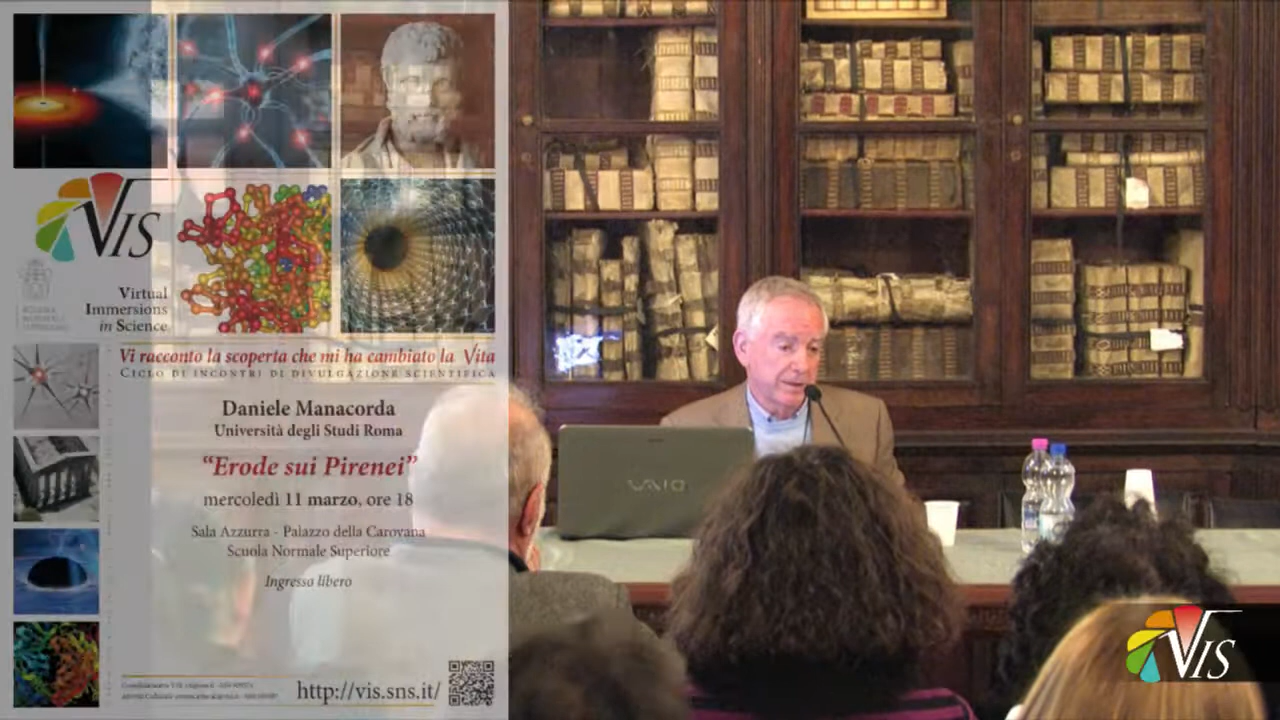 VIS
Virtual
Immersions
in Science
Vi racconto la scoperta che mi ha cambiato la Vita
CICLO DI INCONTRI DI DIVULGAZIONE SCIENTIFICA
Daniele Manacorda
Università degli Studi Roma
“Erode sui Pirenei”
mercoledì 11 marzo, ore 18
Sala Azzurra - Palazzo della Carovana
Scuola Normale Superiore
Ingresso libero
http://vis.sns.it/
VAIO
VIS